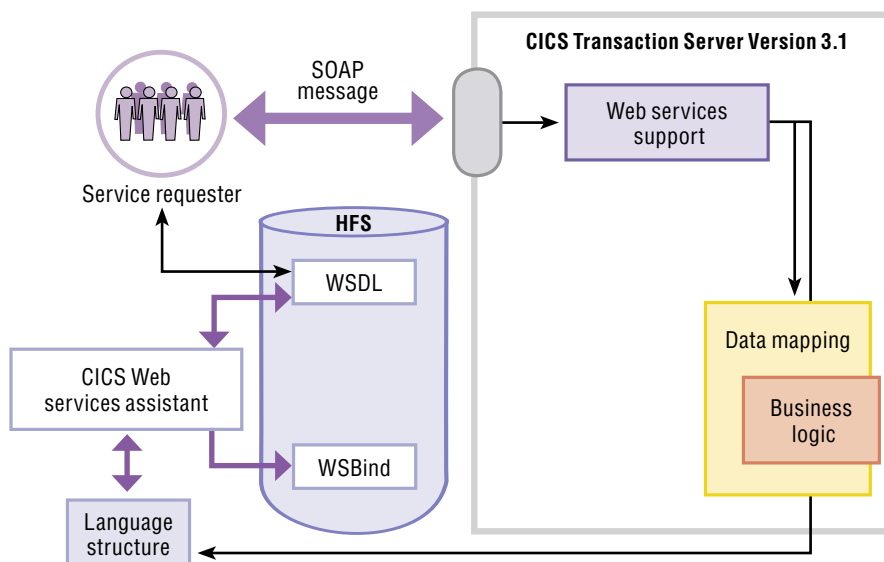 CICS Transaction Server Version 3.1
SOAP
message
Web services
support
Service requester
HFS
WSDL
Data mapping
CICS Web
services assistant
Business
logic
WSBind
Language
structure